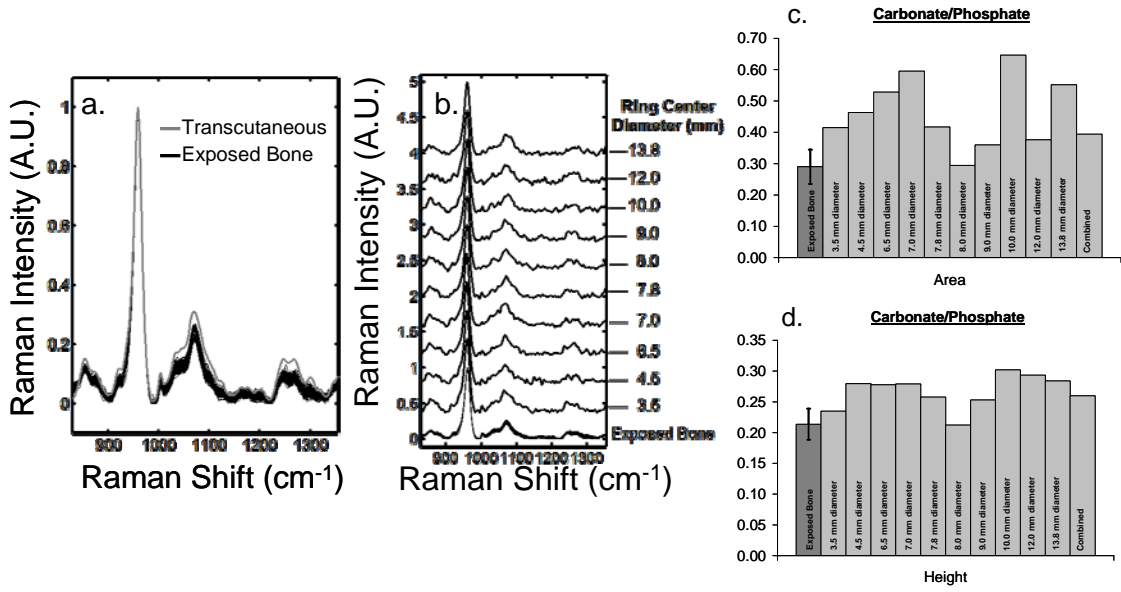 a.
Transcutaneous
Exposed Bone
Raman Intensity (A.U.)
1
0.8
0.6
0.4
0.2
0
900
1000
1100
1200
1300
Raman Shift (cm-1)
b.
Raman Intensity (A.U.)
5
4.5
4
3.5
3
2.5
2
1.5
1
0.5
0
900 1000 1100 1200 1300
Raman Shift (cm-1)
Ring Center
Diameter (mm)
13.8
12.0
10.0
9.0
8.0
7.8
7.0
6.5
4.5
3.5
Exposed Bone
c.
Carbonate/Phosphate
0.70
0.60
0.50
0.40
0.30
0.20
0.10
0.00
Exposed Bone
3.5 mm diameter
4.5 mm diameter
6.5 mm diameter
7.0 mm diameter
7.8 mm diameter
8.0 mm diameter
9.0 mm diameter
10.0 mm diameter
12.0 mm diameter
13.8 mm diameter
Combined
Area
d.
Carbonate/Phosphate
0.35
0.30
0.25
0.20
0.15
0.10
0.05
0.00
Exposed Bone
3.5 mm diameter
4.5 mm diameter
6.5 mm diameter
7.0 mm diameter
7.8 mm diameter
8.0 mm diameter
9.0 mm diameter
10.0 mm diameter
12.0 mm diameter
13.8 mm diameter
Combined
Height